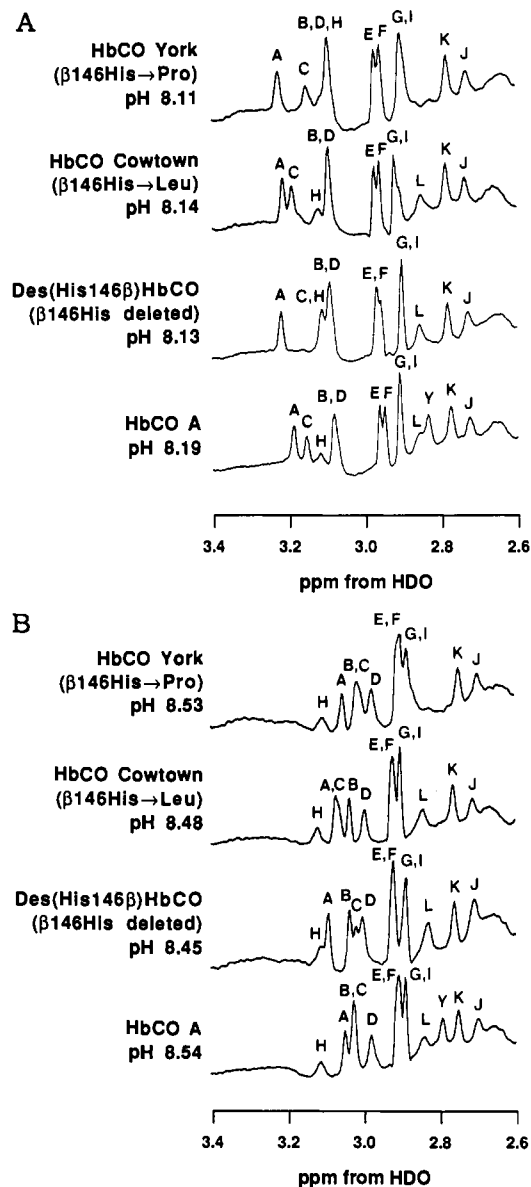 A
HbCO York
(β146His→Pro)
pH 8.11
A
C
B,D,H
E F
G,I
K
J
HbCO Cowtown
(β146His→Leu)
pH 8.14
A
C
H
B,D
E F
G,I
L
K
J
Des(His146β)HbCO
(β146His deleted)
pH 8.13
A
C,H
B,D
E,F
G,I
L
K
J
HbCO A
pH 8.19
A
C
H
B,D
E F
G,I
L
Y
K
J
3.4 3.2 3.0 2.8 2.6
ppm from HDO
B
HbCO York
(β146His→Pro)
pH 8.53
H
A
B,C
D
E,F
G,I
K
J
HbCO Cowtown
(β146His→Leu)
pH 8.48
H
A,C
B
D
E,F
G,I
L
K
J
Des(His146β)HbCO
(β146His deleted)
pH 8.45
H
A
B
C
D
E,F
G,I
L
K
J
HbCO A
pH 8.54
H
A
B,C
D
E,F
G,I
L
Y
K
J
3.4 3.2 3.0 2.8 2.6
ppm from HDO